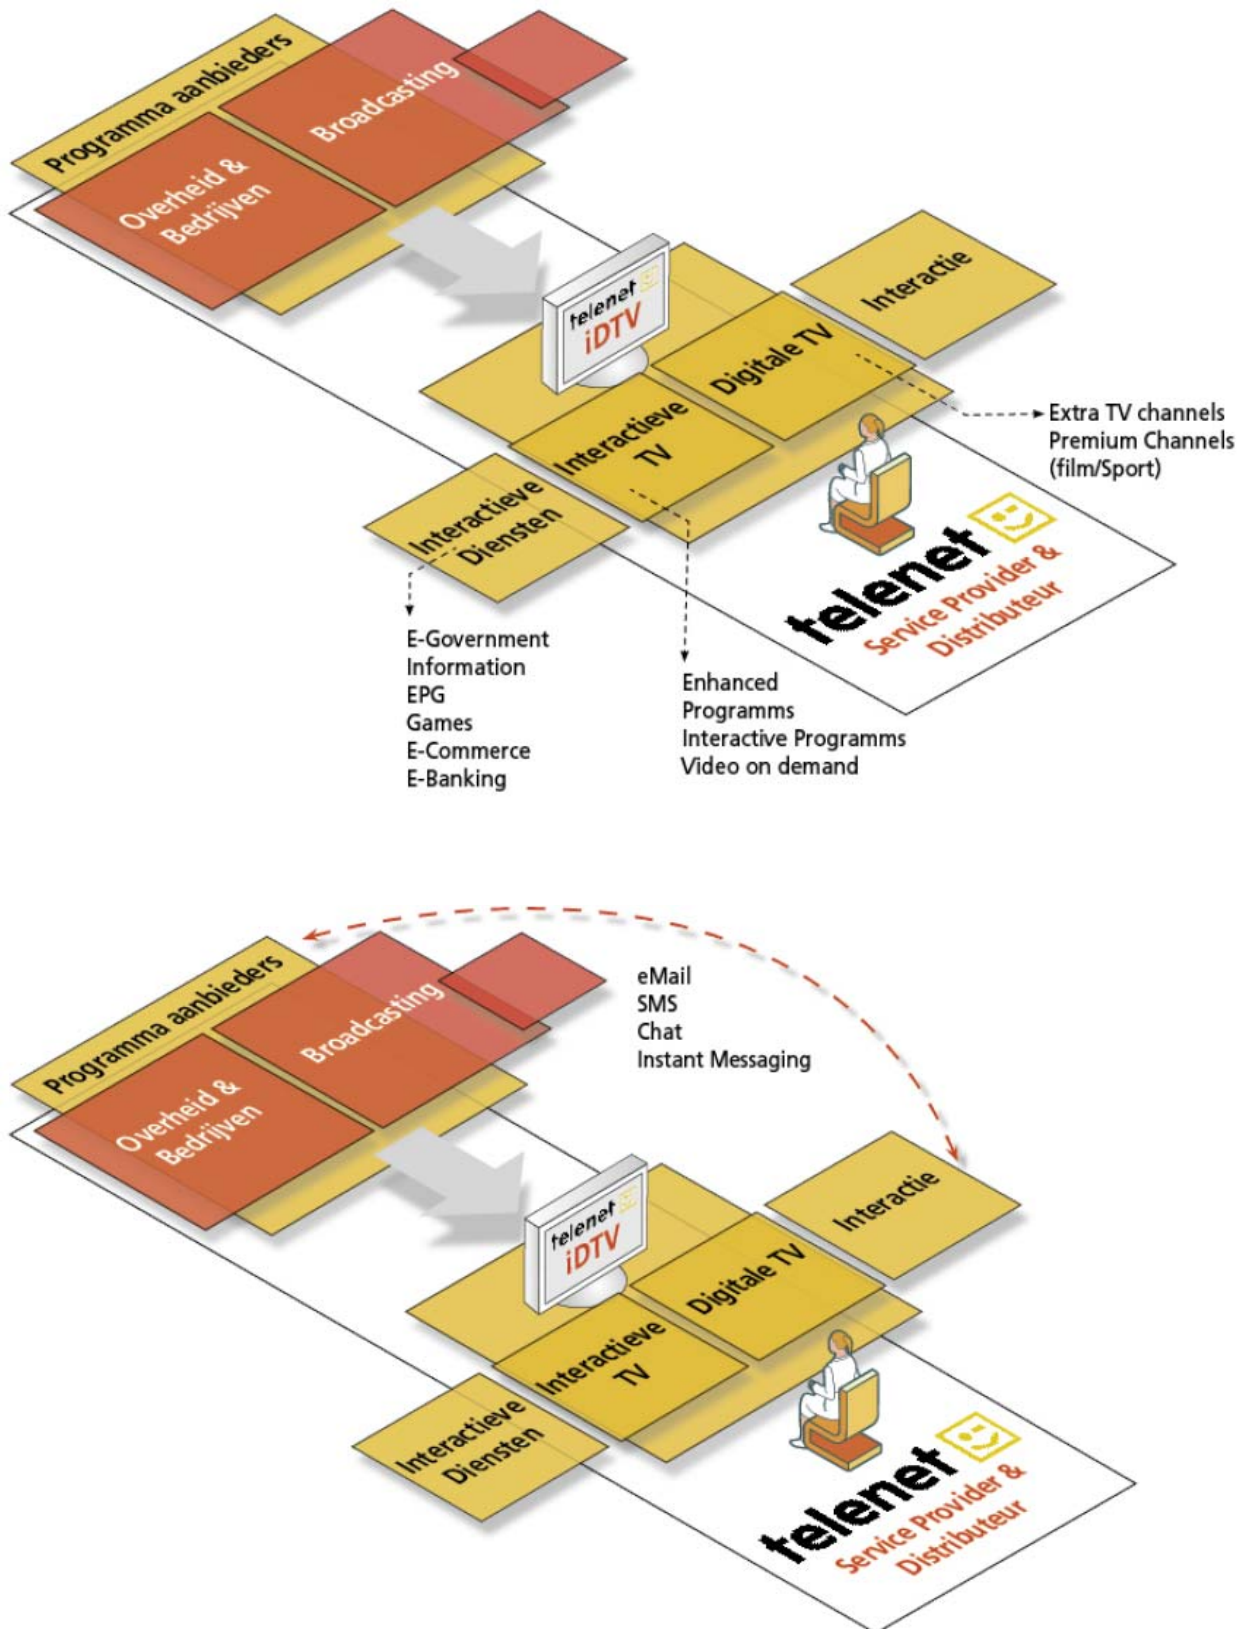 Programma aanbieders
Broadcasting
Overheid &
Bedrijven
telenet
iDTV
Interactie
Digitale TV
Interactieve
TV
Interactieve
Diensten
Extra TV channels
Premium Channels
(film/Sport)
telenet
Service Provider &
Distributeur
E-Government
Information
EPG
Games
E-Commerce
E-Banking
Enhanced
Programms
Interactive Programms
Video on demand
Programma aanbieders
Broadcasting
Overheid &
Bedrijven
eMail
SMS
Chat
Instant Messaging
telenet
iDTV
Interactie
Digitale TV
Interactieve
TV
Interactieve
Diensten
telenet
Service Provider &
Distributeur